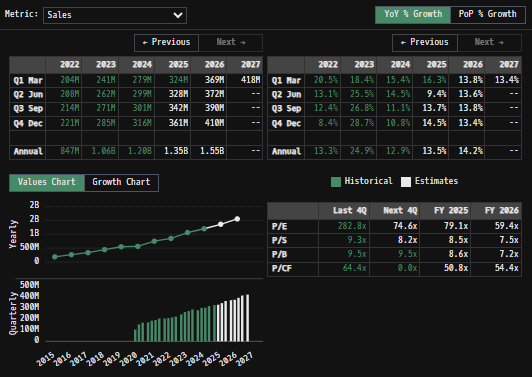 Metric: Sales YoY % Growth PoP % Growth
← Previous Next → ← Previous Next →
2022 2023 2024 2025 2026 2027
Q1 Mar 204M 241M 279M 324M 369M 418M
Q2 Jun 208M 262M 299M 328M 372M --
Q3 Sep 214M 271M 301M 342M 390M --
Q4 Dec 221M 285M 316M 361M 410M --
Annual 847M 1.06B 1.20B 1.35B 1.55B --
2022 2023 2024 2025 2026 2027
Q1 Mar 20.5% 18.4% 15.4% 16.3% 13.8% 13.4%
Q2 Jun 13.1% 25.5% 14.5% 9.4% 13.6% --
Q3 Sep 12.4% 26.8% 11.1% 13.7% 13.8% --
Q4 Dec 8.4% 28.7% 10.8% 14.5% 13.4% --
Annual 13.3% 24.9% 12.9% 13.5% 14.2% --
Values Chart Growth Chart
Historical Estimates
Yearly
2B
2B
1B
500M
0
Quarterly
500M
400M
300M
200M
100M
0
2015 2016 2017 2018 2019 2020 2021 2022 2023 2024 2025 2026 2027
Last 4Q Next 4Q FY 2025 FY 2026
P/E 282.8x 74.6x 79.1x 59.4x
P/S 9.3x 8.2x 8.5x 7.5x
P/B 9.5x 9.5x 8.6x 7.2x
P/CF 64.4x 0.0x 50.8x 54.4x